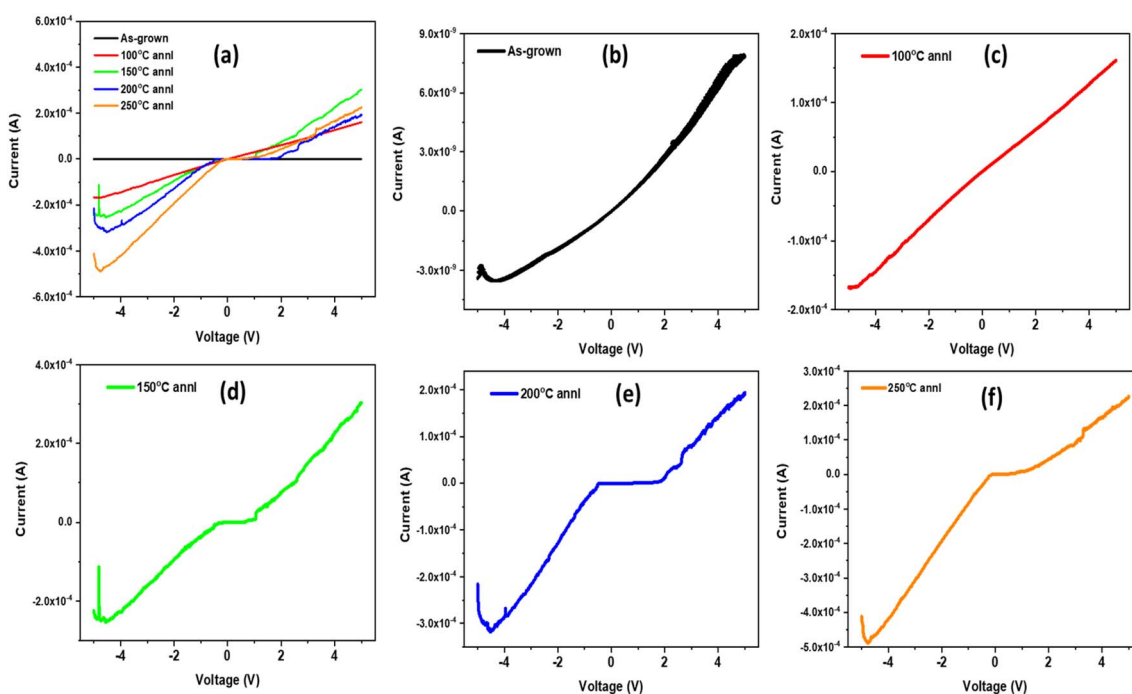 6.0x10⁻⁴
4.0x10⁻⁴
2.0x10⁻⁴
0.0
-2.0x10⁻⁴
-4.0x10⁻⁴
-6.0x10⁻⁴
Current (A)
As-grown
100°C annl
150°C annl
200°C annl
250°C annl
(a)
-4 -2 0 2 4
Voltage (V)
9.0x10⁻⁹
6.0x10⁻⁹
3.0x10⁻⁹
0.0
-3.0x10⁻⁹
Current (A)
As-grown
(b)
-4 -2 0 2 4
Voltage (V)
2.0x10⁻⁴
1.0x10⁻⁴
0.0
-1.0x10⁻⁴
-2.0x10⁻⁴
Current (A)
100°C annl
(c)
-4 -2 0 2 4
Voltage (V)
4.0x10⁻⁴
2.0x10⁻⁴
0.0
-2.0x10⁻⁴
Current (A)
150°C annl
(d)
-4 -2 0 2 4
Voltage (V)
2.0x10⁻⁴
1.0x10⁻⁴
0.0
-1.0x10⁻⁴
-2.0x10⁻⁴
-3.0x10⁻⁴
Current (A)
200°C annl
(e)
-4 -2 0 2 4
Voltage (V)
3.0x10⁻⁴
2.0x10⁻⁴
1.0x10⁻⁴
0.0
-1.0x10⁻⁴
-2.0x10⁻⁴
-3.0x10⁻⁴
-4.0x10⁻⁴
-5.0x10⁻⁴
Current (A)
250°C annl
(f)
-4 -2 0 2 4
Voltage (V)